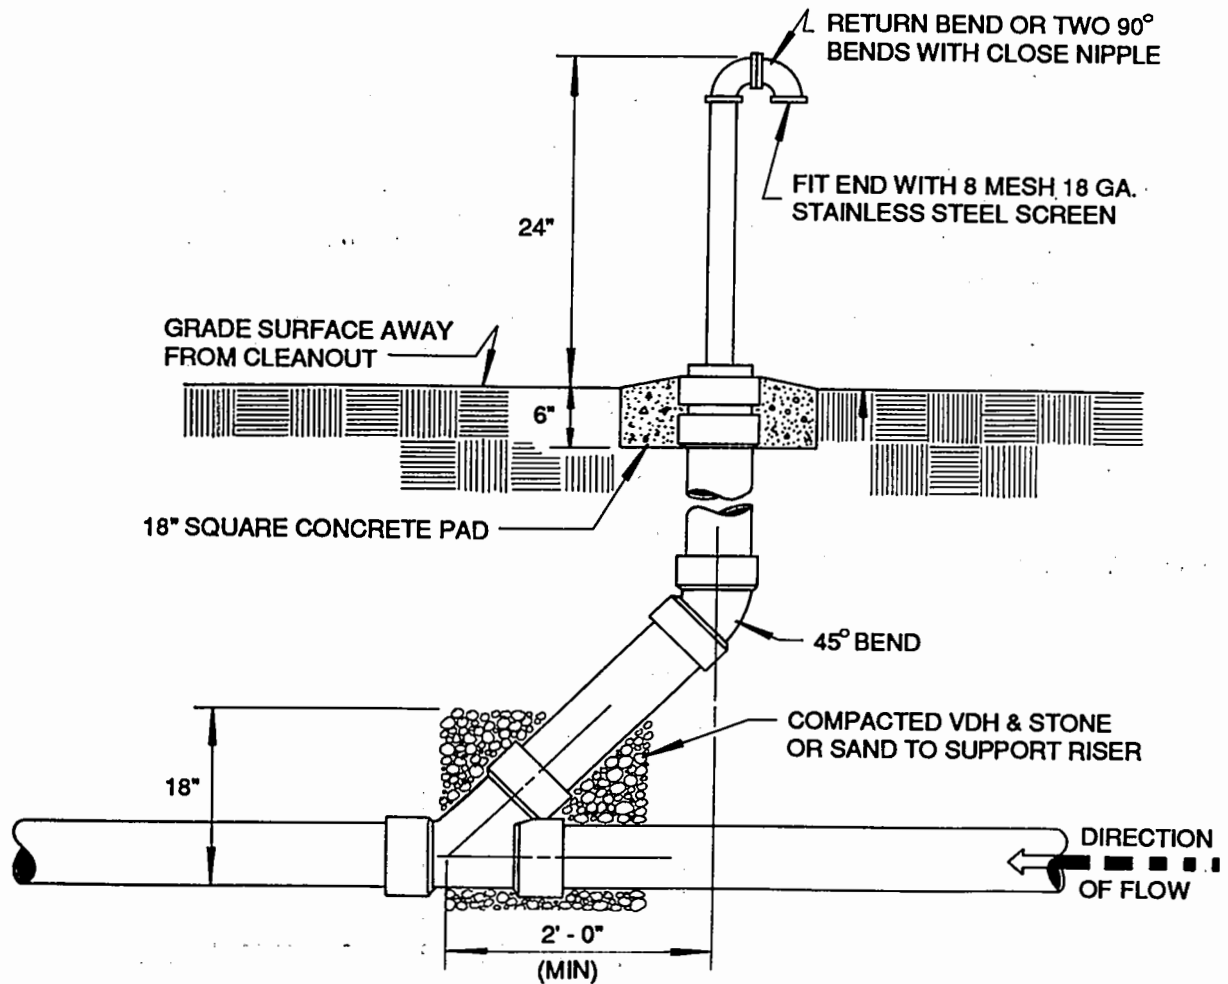 RETURN BEND OR TWO 90°
BENDS WITH CLOSE NIPPLE
FIT END WITH 8 MESH 18 GA.
STAINLESS STEEL SCREEN
24"
GRADE SURFACE AWAY
FROM CLEANOUT
6"
18" SQUARE CONCRETE PAD
45° BEND
COMPACTED VDH & STONE
OR SAND TO SUPPORT RISER
18"
DIRECTION
OF FLOW
2' - 0"
(MIN)